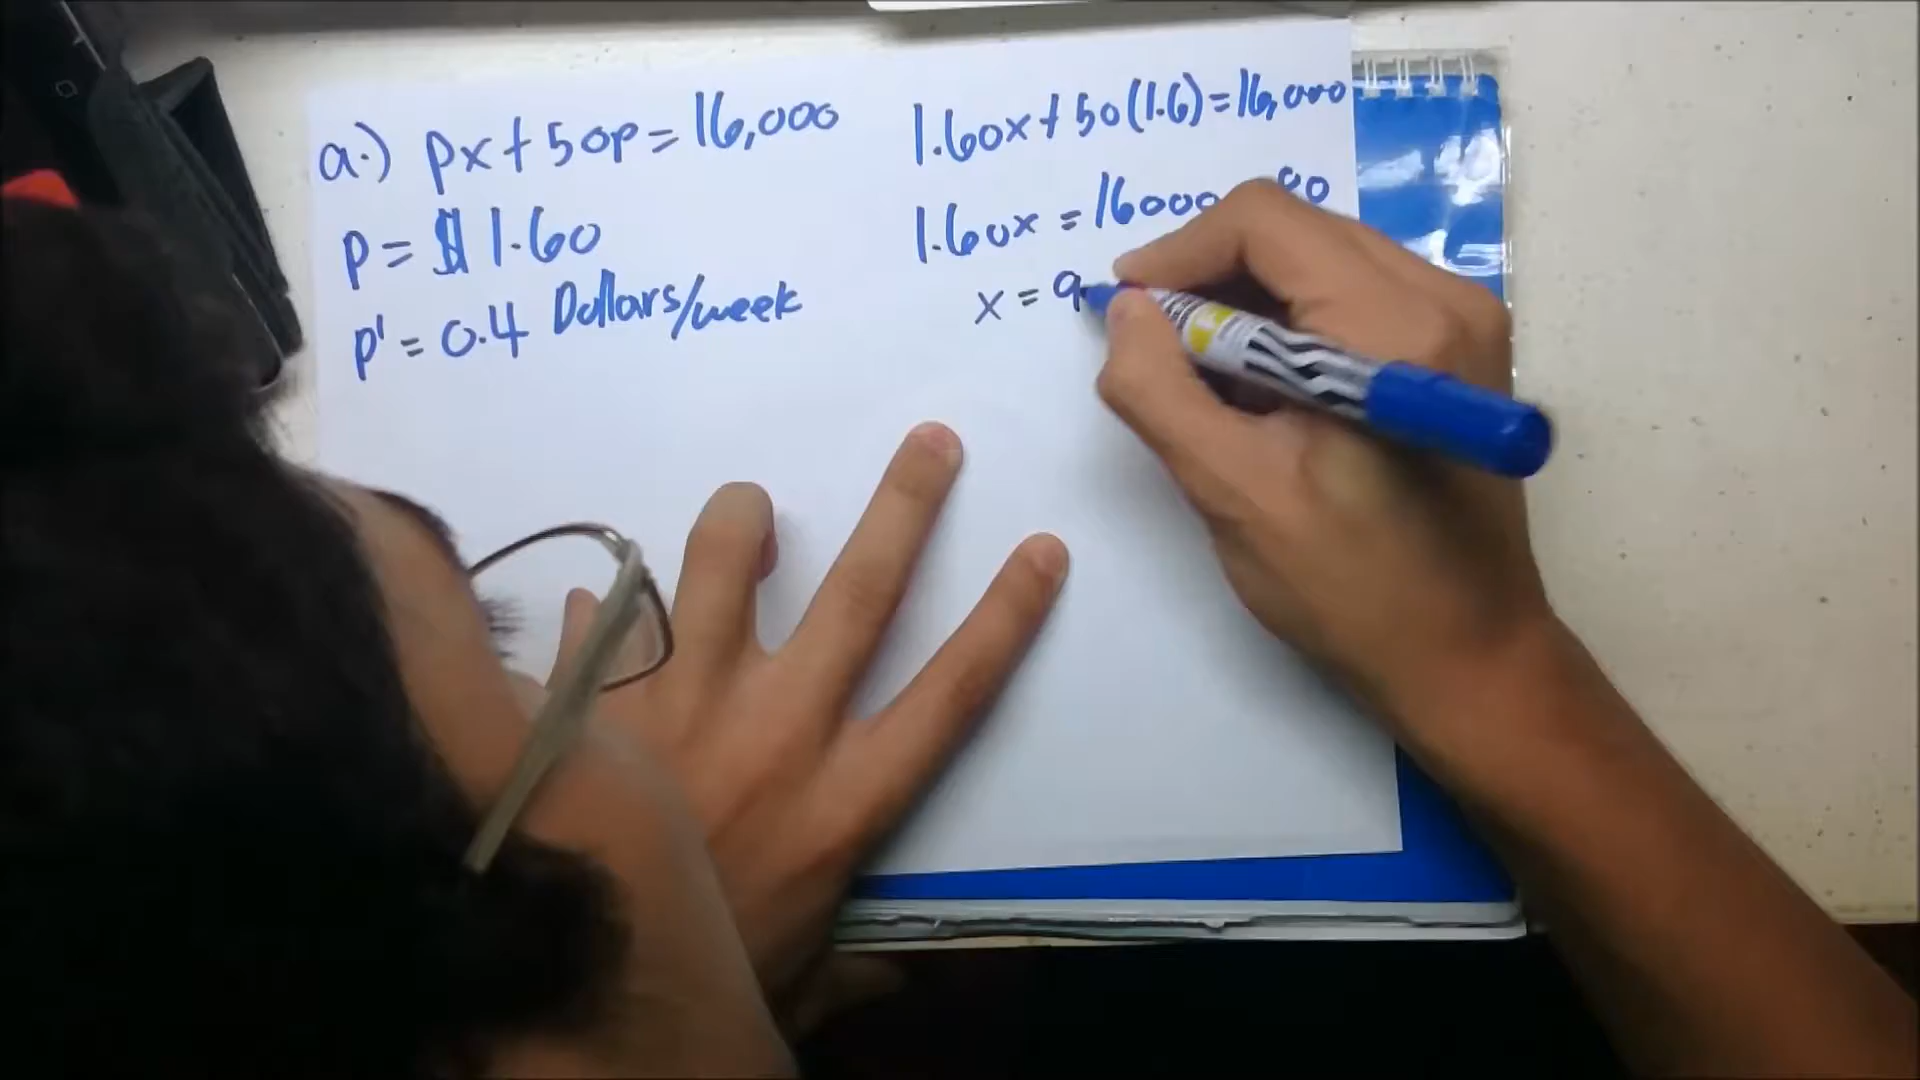 a.) px + 50p = 16,000
p = $ 1.60
p' = 0.4 Dollars/week
1.60x + 50(1.6) = 16,000
1.60x = 16000 80
x = 9